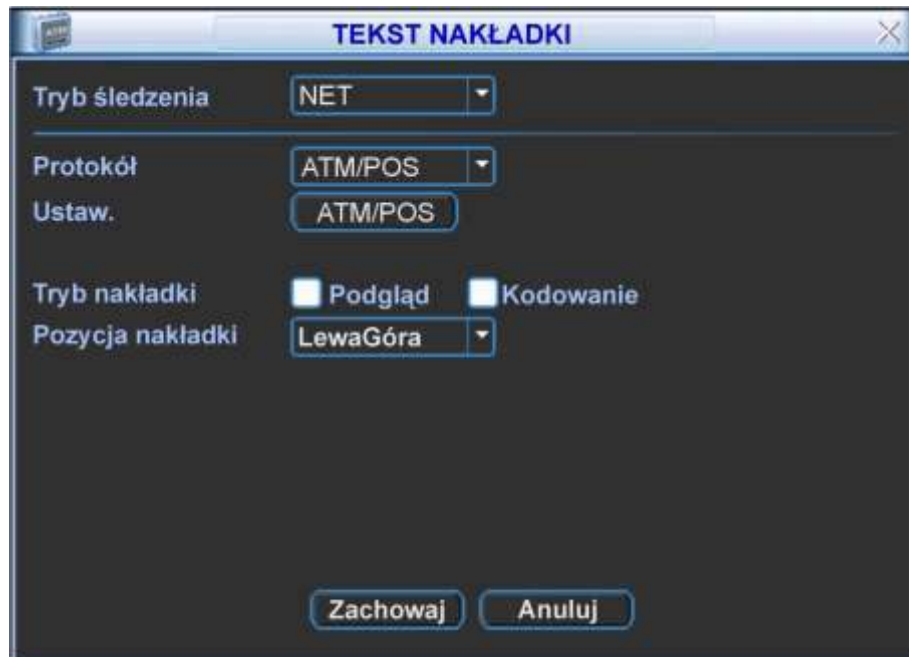 TEKST NAKŁADKI
Tryb śledzenia NET
Protokół ATM/POS
Ustaw. ATM/POS
Tryb nakładki Podgląd Kodowanie
Pozycja nakładki LewaGóra
Zachowaj Anuluj